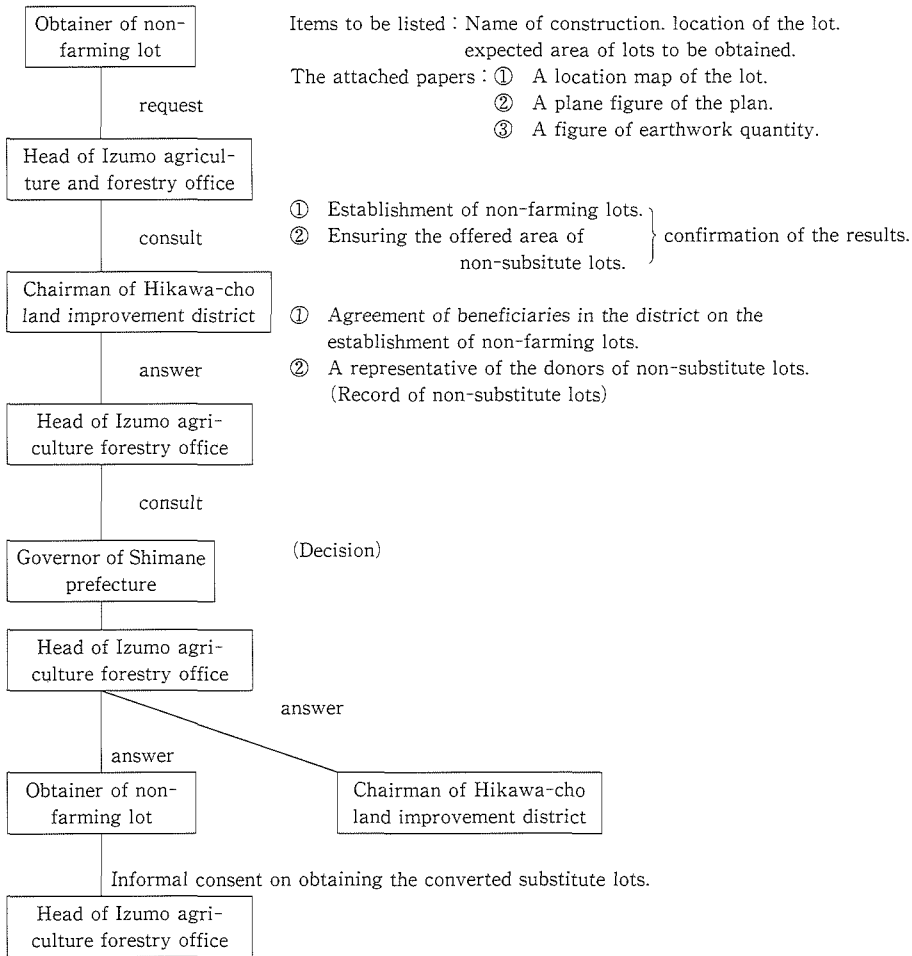 Obtainer of non-
farming lot
Items to be listed : Name of construction. location of the lot.
expected area of lots to be obtained.
The attached papers : ① A location map of the lot.
② A plane figure of the plan.
③ A figure of earthwork quantity.
request
Head of Izumo agricul-
ture and forestry office
consult
① Establishment of non-farming lots.
② Ensuring the offered area of
non-subsitute lots.
confirmation of the results.
Chairman of Hikawa-cho
land improvement district
① Agreement of beneficiaries in the district on the
establishment of non-farming lots.
② A representative of the donors of non-substitute lots.
(Record of non-substitute lots)
answer
Head of Izumo agri-
culture forestry office
consult
Governor of Shimane
prefecture
(Decision)
Head of Izumo agri-
culture forestry office
answer
answer
Obtainer of non-
farming lot
Chairman of Hikawa-cho
land improvement district
Informal consent on obtaining the converted substitute lots.
Head of Izumo agri-
culture forestry office